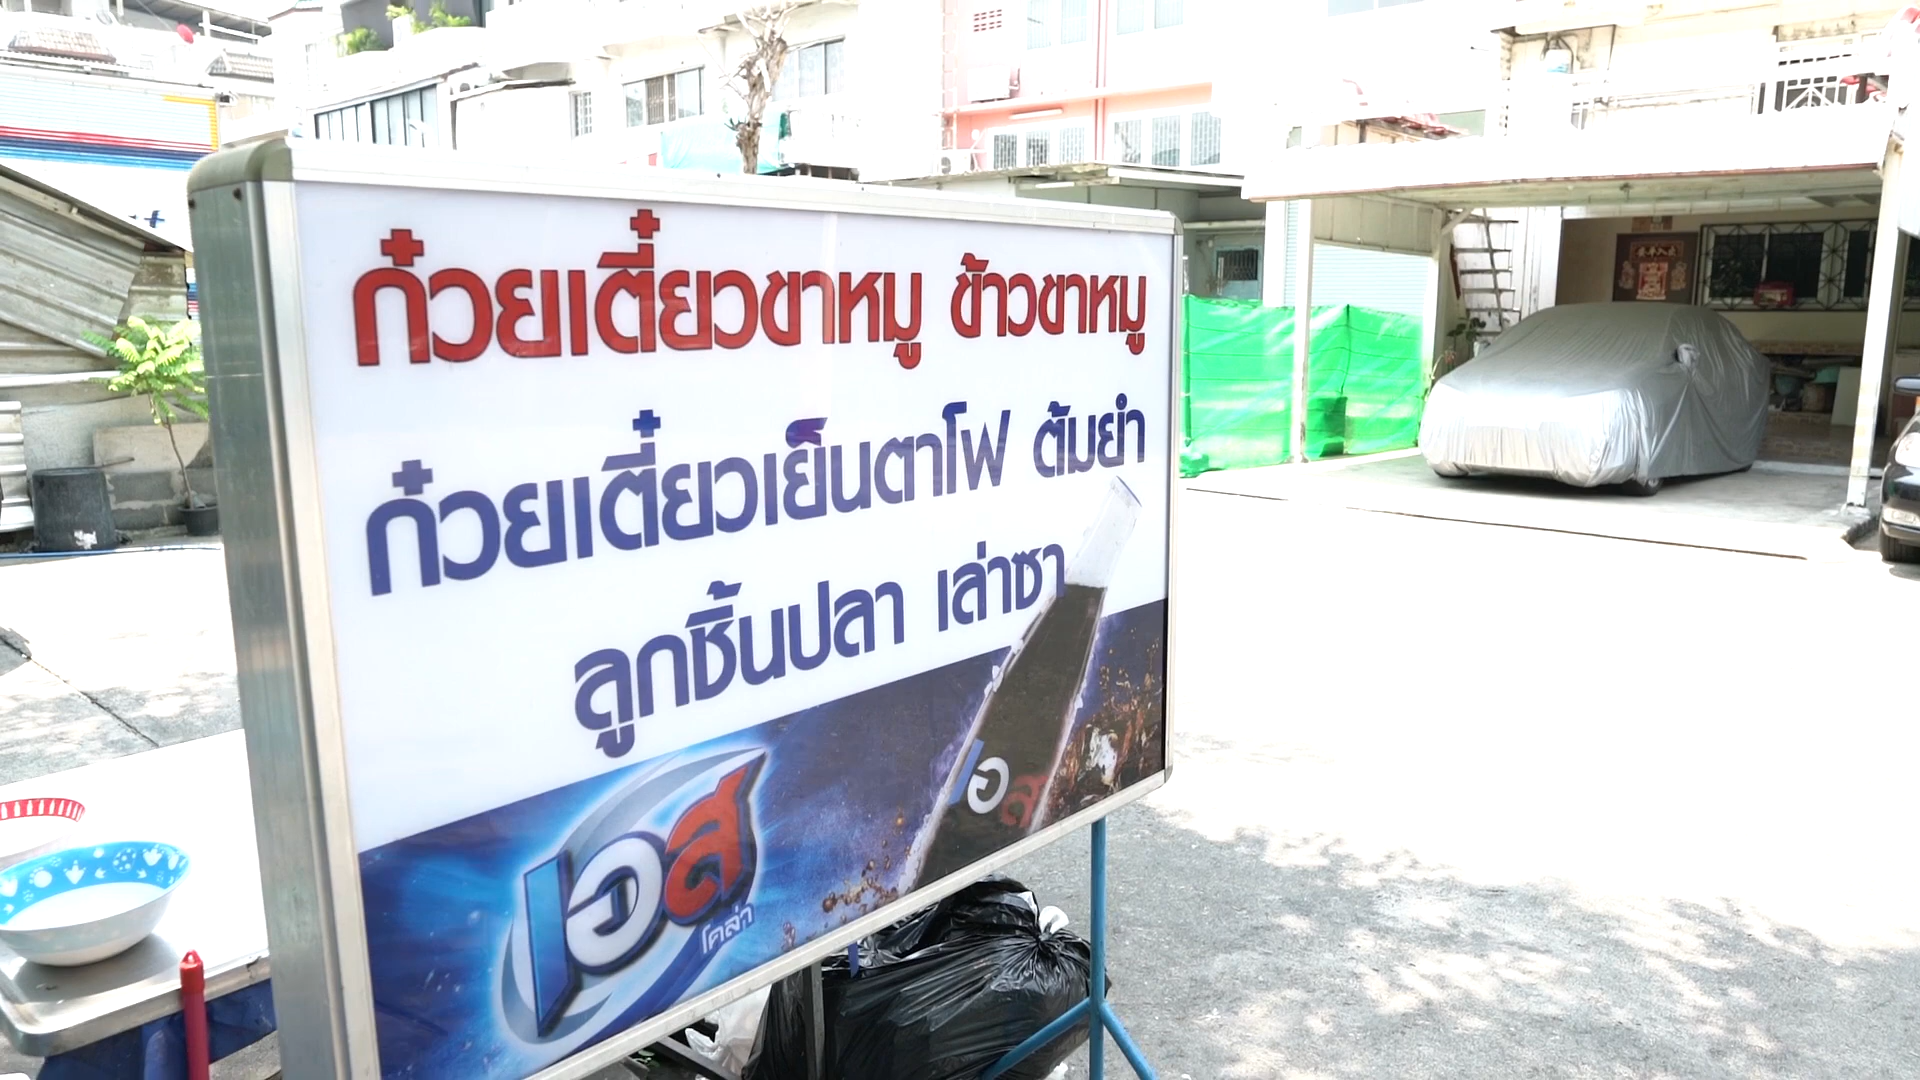 ก๋วยเตี๋ยวขาหมู ข้าวขาหมู
ก๋วยเตี๋ยวเย็นตาโฟ ต้มยำ
ลูกชิ้นปลา เล่าซา
เอส
โคล่า
เอส